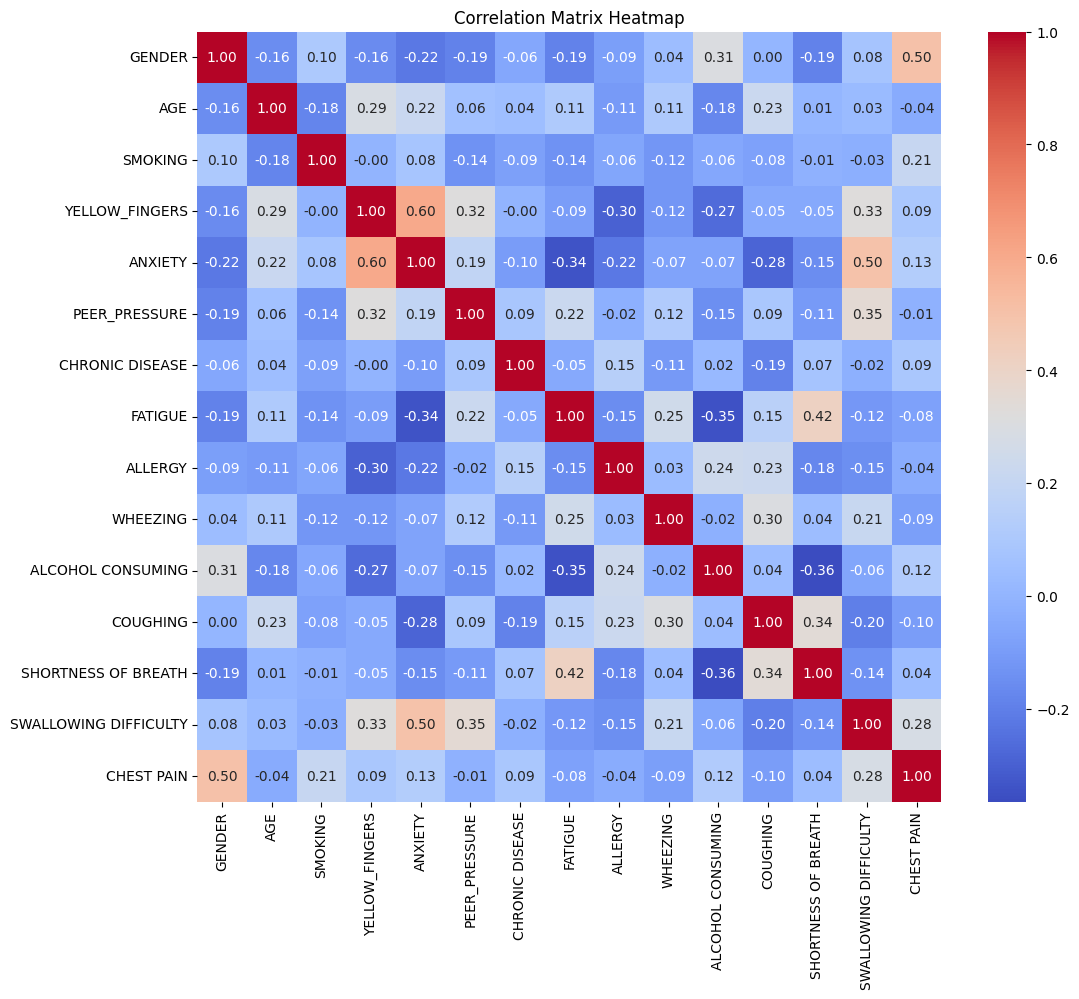 Correlation Matrix Heatmap
GENDER 1.00 -0.16 0.10 -0.16 -0.22 -0.19 -0.06 -0.19 -0.09 0.04 0.31 0.00 -0.19 0.08 0.50
AGE -0.16 1.00 -0.18 0.29 0.22 0.06 0.04 0.11 -0.11 0.11 -0.18 0.23 0.01 0.03 -0.04
SMOKING 0.10 -0.18 1.00 -0.00 0.08 -0.14 -0.09 -0.14 -0.06 -0.12 -0.06 -0.08 -0.01 -0.03 0.21
YELLOW_FINGERS -0.16 0.29 -0.00 1.00 0.60 0.32 -0.00 -0.09 -0.30 -0.12 -0.27 -0.05 -0.05 0.33 0.09
ANXIETY -0.22 0.22 0.08 0.60 1.00 0.19 -0.10 -0.34 -0.22 -0.07 -0.07 -0.28 -0.15 0.50 0.13
PEER_PRESSURE -0.19 0.06 -0.14 0.32 0.19 1.00 0.09 0.22 -0.02 0.12 -0.15 0.09 -0.11 0.35 -0.01
CHRONIC DISEASE -0.06 0.04 -0.09 -0.00 -0.10 0.09 1.00 -0.05 0.15 -0.11 0.02 -0.19 0.07 -0.02 0.09
FATIGUE -0.19 0.11 -0.14 -0.09 -0.34 0.22 -0.05 1.00 -0.15 0.25 -0.35 0.15 0.42 -0.12 -0.08
ALLERGY -0.09 -0.11 -0.06 -0.30 -0.22 -0.02 0.15 -0.15 1.00 0.03 0.24 0.23 -0.18 -0.15 -0.04
WHEEZING 0.04 0.11 -0.12 -0.12 -0.07 0.12 -0.11 0.25 0.03 1.00 -0.02 0.30 0.04 0.21 -0.09
ALCOHOL CONSUMING 0.31 -0.18 -0.06 -0.27 -0.07 -0.15 0.02 -0.35 0.24 -0.02 1.00 0.04 -0.36 -0.06 0.12
COUGHING 0.00 0.23 -0.08 -0.05 -0.28 0.09 -0.19 0.15 0.23 0.30 0.04 1.00 0.34 -0.20 -0.10
SHORTNESS OF BREATH -0.19 0.01 -0.01 -0.05 -0.15 -0.11 0.07 0.42 -0.18 0.04 -0.36 0.34 1.00 -0.14 0.04
SWALLOWING DIFFICULTY 0.08 0.03 -0.03 0.33 0.50 0.35 -0.02 -0.12 -0.15 0.21 -0.06 -0.20 -0.14 1.00 0.28
CHEST PAIN 0.50 -0.04 0.21 0.09 0.13 -0.01 0.09 -0.08 -0.04 -0.09 0.12 -0.10 0.04 0.28 1.00
GENDER
AGE
SMOKING
YELLOW_FINGERS
ANXIETY
PEER_PRESSURE
CHRONIC DISEASE
FATIGUE
ALLERGY
WHEEZING
ALCOHOL CONSUMING
COUGHING
SHORTNESS OF BREATH
SWALLOWING DIFFICULTY
CHEST PAIN
1.0
0.8
0.6
0.4
0.2
0.0
−0.2